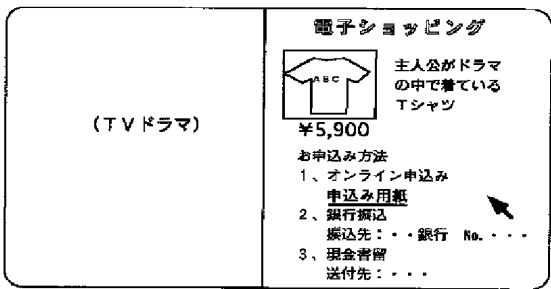 (TVドラマ)
電子ショッピング
ABC
主人公がドラマ
の中で着ている
Tシャツ
¥5,900
お申込み方法
1、オンライン申込み
申込み用紙
2、銀行振込
振込先:・・銀行 No.・・・
3、現金書留
送付先:・・・